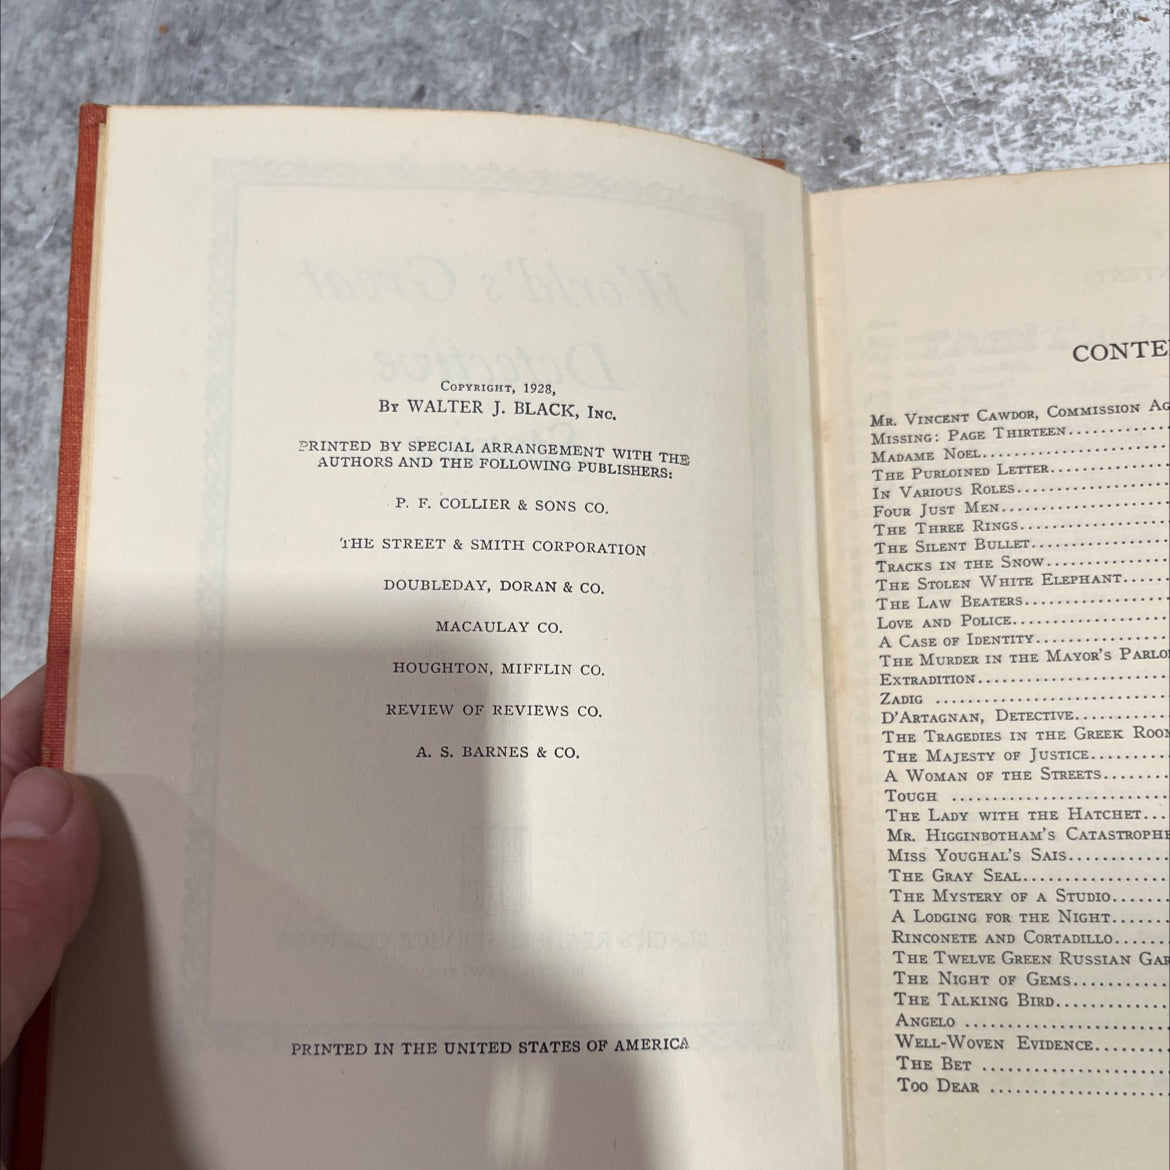 COPYRIGHT, 1928,
BY WALTER J. BLACK, INC.
PRINTED BY SPECIAL ARRANGEMENT WITH THE
AUTHORS AND THE FOLLOWING PUBLISHERS:
P. F. COLLIER & SONS CO.
THE STREET & SMITH CORPORATION
DOUBLEDAY, DORAN & CO.
MACAULAY CO.
HOUGHTON, MIFFLIN CO.
REVIEW OF REVIEWS CO.
A. S. BARNES & CO.
PRINTED IN THE UNITED STATES OF AMERICA
CONTE
MR. VINCENT CAWDOR, COMMISSION AG
MISSING: PAGE THIRTEEN
MADAME NOEL
THE PURLOINED LETTER
IN VARIOUS ROLES
FOUR JUST MEN
THE THREE RINGS
THE SILENT BULLET
TRACKS IN THE SNOW
THE STOLEN WHITE ELEPHANT
THE LAW BEATERS
LOVE AND POLICE
A CASE OF IDENTITY
THE MURDER IN THE MAYOR'S PARLO
EXTRADITION
ZADIG
D'ARTAGNAN, DETECTIVE
THE TRAGEDIES IN THE GREEK ROOM
THE MAJESTY OF JUSTICE
A WOMAN OF THE STREETS
TOUGH
THE LADY WITH THE HATCHET
MR. HIGGINBOTHAM'S CATASTROPHE
MISS YOUGHAL'S SAIS
THE GRAY SEAL
THE MYSTERY OF A STUDIO
A LODGING FOR THE NIGHT
RINCONETE AND CORTADILLO
THE TWELVE GREEN RUSSIAN GAR
THE NIGHT OF GEMS
THE TALKING BIRD
ANGELO
WELL-WOVEN EVIDENCE
THE BET
TOO DEAR